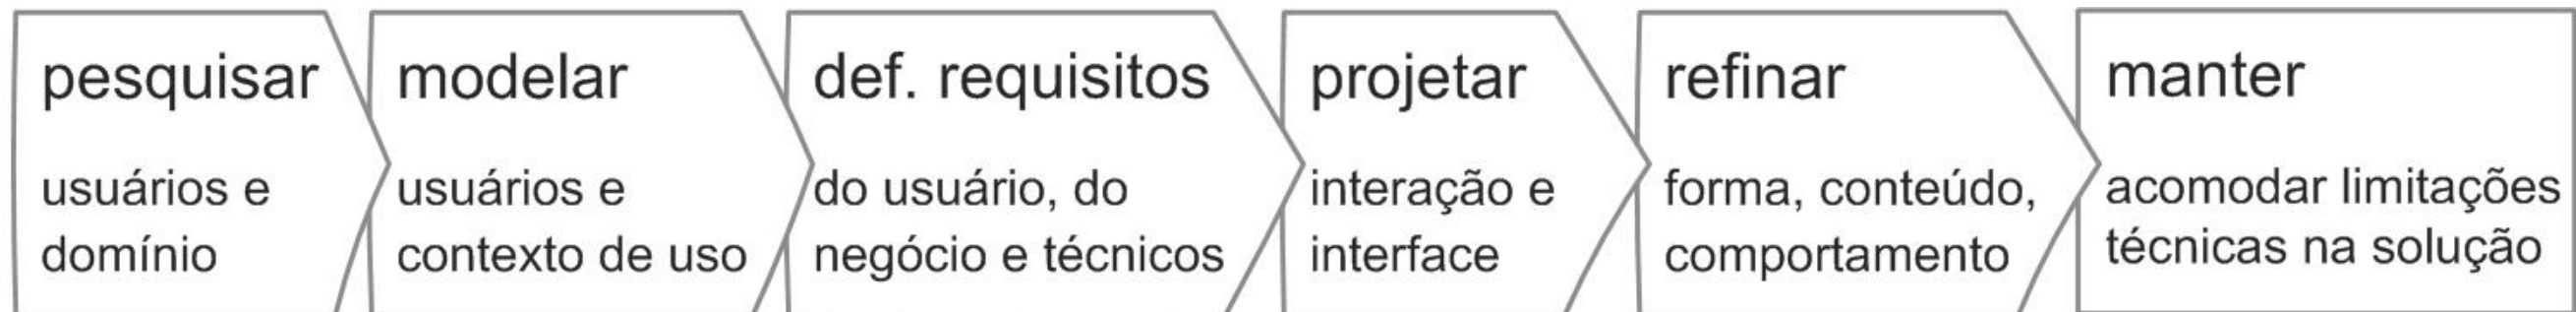 pesquisar
usuários e
domínio
modelar
usuários e
contexto de uso
def. requisitos
do usuário, do
negócio e técnicos
projetar
interação e
interface
refinar
forma, conteúdo,
comportamento
manter
acomodar limitações
técnicas na solução